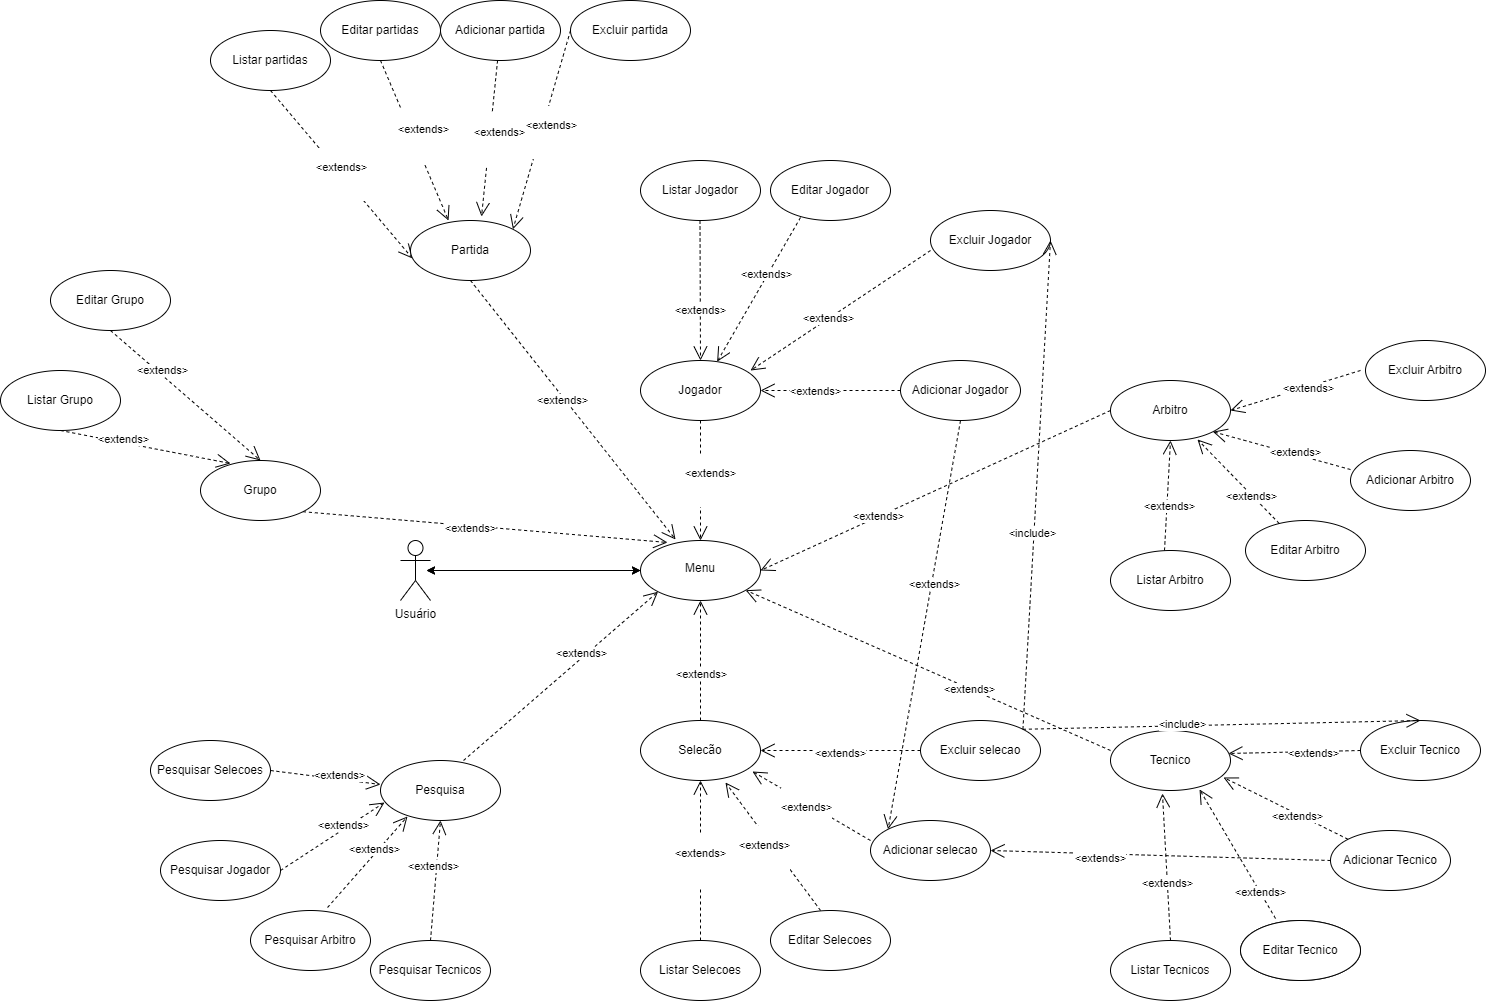 Editar partidas
Adicionar partida
Excluir partida
Listar partidas
<extends>
<extends>
<extends>
<extends>
Listar Jogador
Editar Jogador
Excluir Jogador
Partida
<extends>
Editar Grupo
<extends>
<extends>
<extends>
Excluir Arbitro
Jogador
<extends>
Adicionar Jogador
<extends>
Listar Grupo
<extends>
Arbitro
<extends>
<extends>
<extends>
Adicionar Arbitro
Grupo
<extends>
<extends>
<extends>
<extends>
<extends>
<include>
Editar Arbitro
Menu
Listar Arbitro
<extends>
Usuário
<extends>
<extends>
<extends>
<include>
Selecão
<extends>
Excluir selecao
Excluir Tecnico
<extends>
Tecnico
Pesquisar Selecoes
<extends>
Pesquisa
<extends>
<extends>
<extends>
<extends>
<extends>
<extends>
Adicionar selecao
<extends>
Adicionar Tecnico
<extends>
<extends>
Pesquisar Jogador
<extends>
<extends>
Pesquisar Arbitro
Editar Selecoes
Editar Tecnico
Pesquisar Tecnicos
Listar Selecoes
Listar Tecnicos